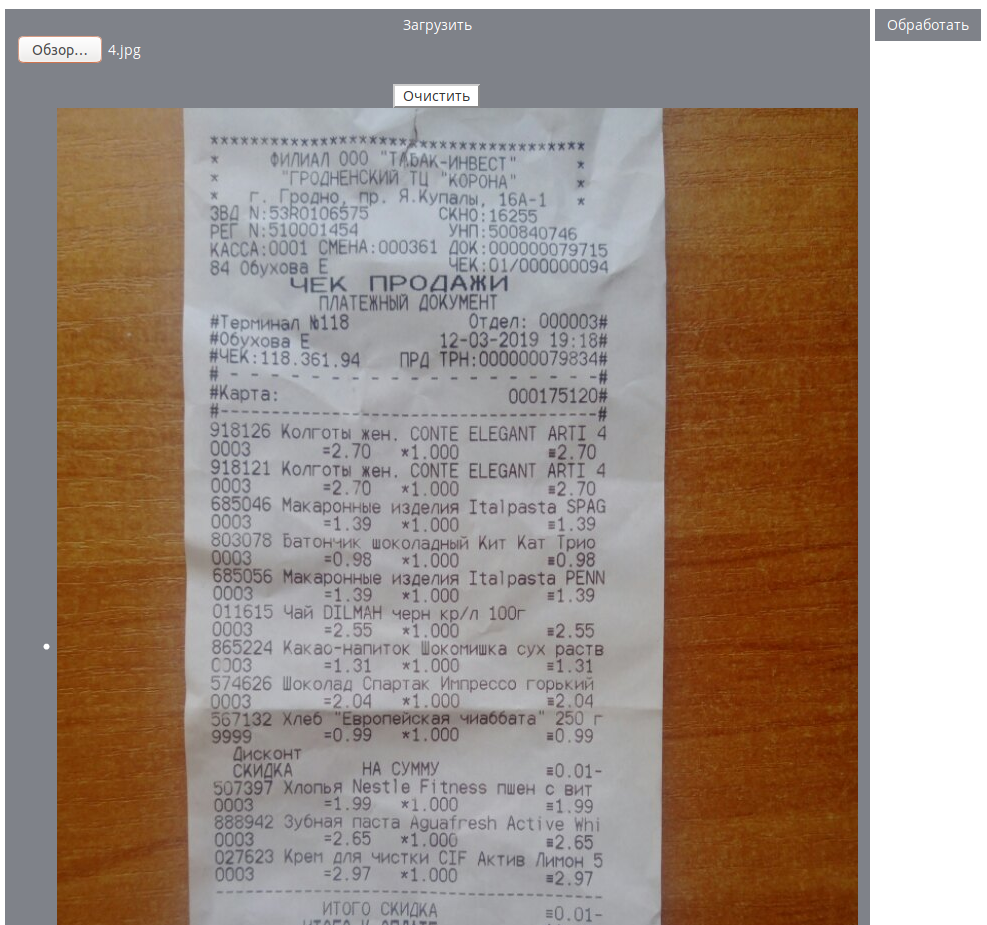 Загрузить
Обработать
Обзор... 4.jpg
Очистить
****************************************
* ФИЛИАЛ ООО "ТАБАК-ИНВЕСТ" *
* "ГРОДНЕНСКИЙ ТЦ "КОРОНА" *
* г. Гродно, пр. Я.Купалы, 16А-1 *
ЗВД N:53R0106575 СКНО:16255
РЕГ N:510001454 УНП:500840746
КАССА:0001 СМЕНА:000361 ДОК:000000079715
84 Обухова Е ЧЕК:01/000000094
ЧЕК ПРОДАЖИ
ПЛАТЕЖНЫЙ ДОКУМЕНТ
#Терминал №118 Отдел: 000003#
#Обухова Е 12-03-2019 19:18#
#ЧЕК:118.361.94 ПРД ТРН:000000079834#
# - - - - - - - - - - - - - - - - - - -#
#Карта: 000175120#
#--------------------------------------#
918126 Колготы жен. CONTE ELEGANT ARTI 4
0003 =2.70 *1.000 ≡2.70
918121 Колготы жен. CONTE ELEGANT ARTI 4
0003 =2.70 *1.000 ≡2.70
685046 Макаронные изделия Italpasta SPAG
0003 =1.39 *1.000 ≡1.39
803078 Батончик шоколадный Кит Кат Трио
0003 =0.98 *1.000 ≡0.98
685056 Макаронные изделия Italpasta PENN
0003 =1.39 *1.000 ≡1.39
011615 Чай DILMAH черн кр/л 100г
0003 =2.55 *1.000 ≡2.55
865224 Какао-напиток Шокомишка сух раств
0003 =1.31 *1.000 ≡1.31
574626 Шоколад Спартак Импрессо горький
0003 =2.04 *1.000 ≡2.04
567132 Хлеб "Европейская чиаббата" 250 г
9999 =0.99 *1.000 ≡0.99
Дисконт
СКИДКА НА СУММУ ≡0.01-
507397 Хлопья Nestle Fitness пшен с вит
0003 =1.99 *1.000 ≡1.99
888942 Зубная паста Aguafresh Active Whi
0003 =2.65 *1.000 ≡2.65
027623 Крем для чистки CIF Актив Лимон 5
0003 =2.97 *1.000 ≡2.97
----------------------------------------
ИТОГО СКИДКА ≡0.01-